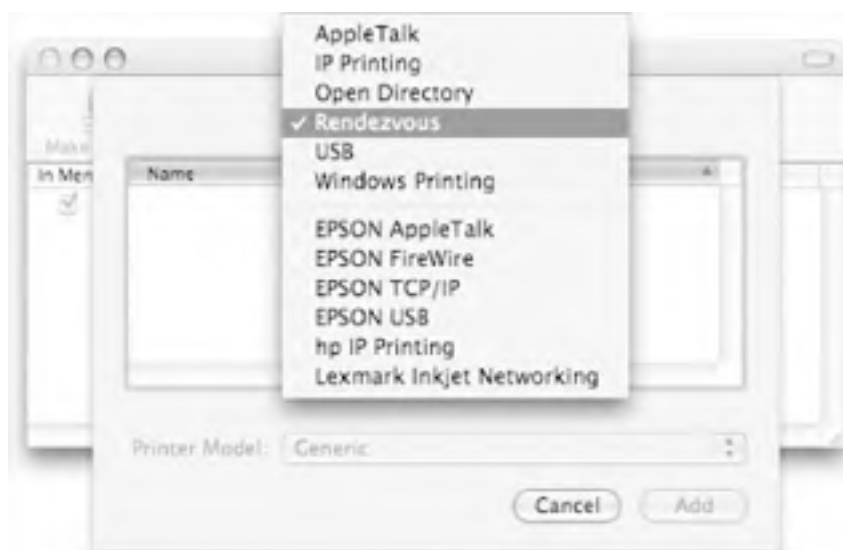 AppleTalk
IP Printing
Open Directory
✓ Rendezvous
USB
Windows Printing
EPSON AppleTalk
EPSON FireWire
EPSON TCP/IP
EPSON USB
hp IP Printing
Lexmark Inkjet Networking
Make
In Men
Name
Printer Model: Generic
Cancel Add